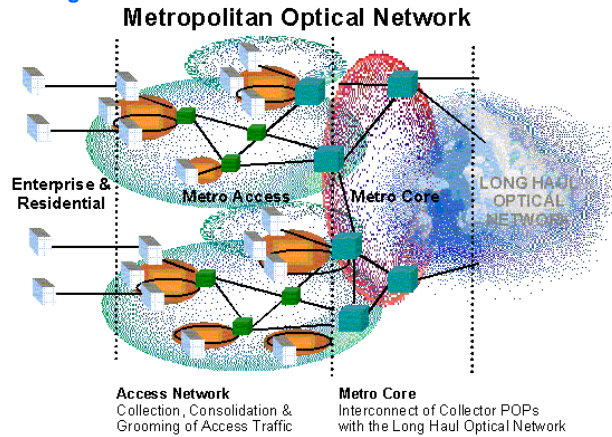 Metropolitan Optical Network
Enterprise &
Residential
Metro Access
Metro Core
LONG HAUL
OPTICAL
NETWORK
Access Network
Collection, Consolidation &
Grooming of Access Traffic
Metro Core
Interconnect of Collector POPs
with the Long Haul Optical Network